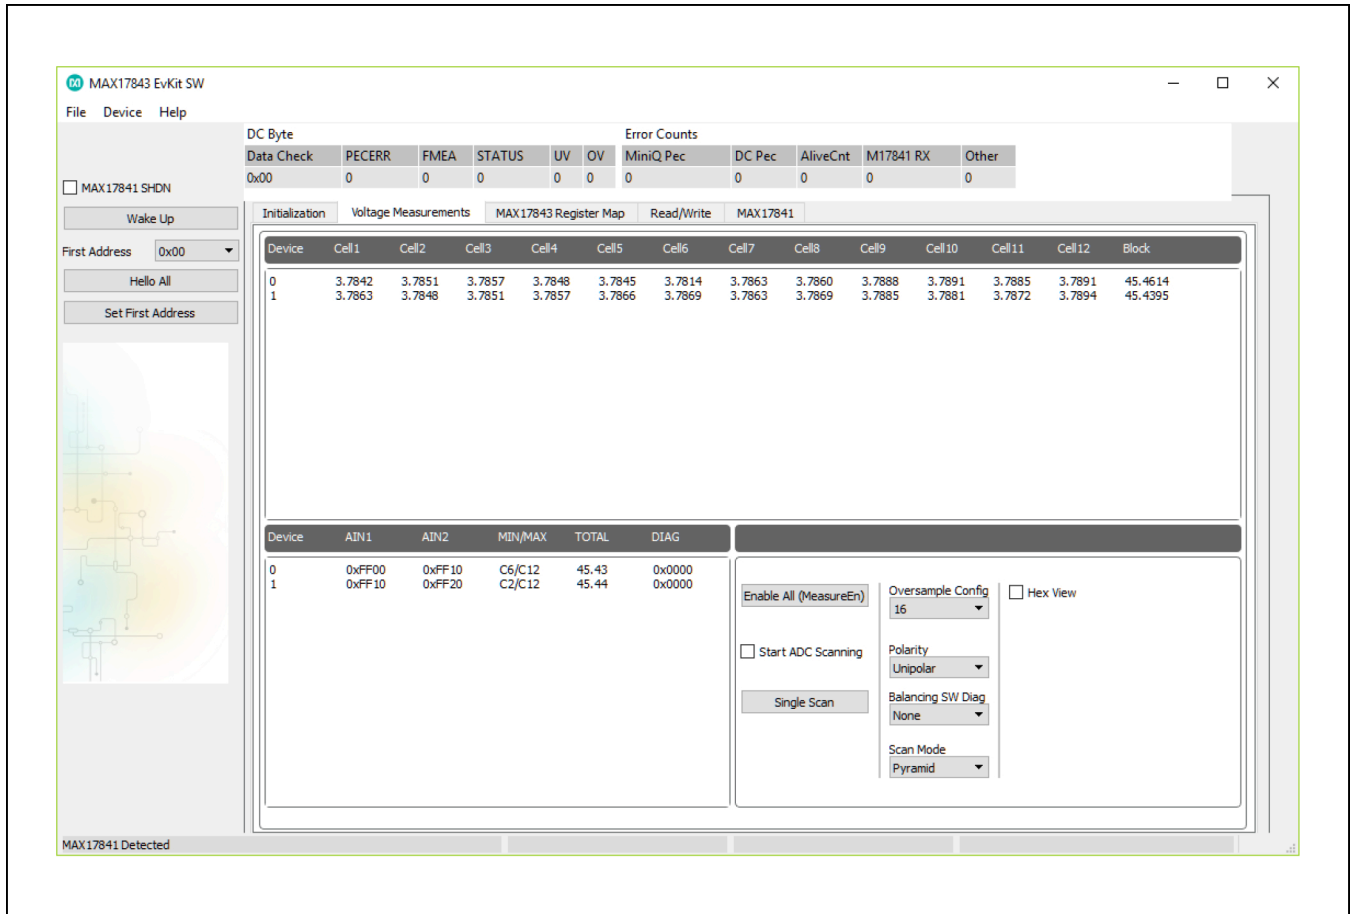 MAX17843 EvKit SW
File Device Help
DC Byte Error Counts
Data Check PECERR FMEA STATUS UV OV MiniQ Pec DC Pec AliveCnt M17841 RX Other
0x00 0 0 0 0 0 0 0 0 0 0
MAX17841 SHDN
Wake Up
First Address 0x00
Hello All
Set First Address
Initialization Voltage Measurements MAX17843 Register Map Read/Write MAX17841
Device Cell1 Cell2 Cell3 Cell4 Cell5 Cell6 Cell7 Cell8 Cell9 Cell10 Cell11 Cell12 Block
0 3.7842 3.7851 3.7857 3.7848 3.7845 3.7814 3.7863 3.7860 3.7888 3.7891 3.7885 3.7891 45.4614
1 3.7863 3.7848 3.7851 3.7857 3.7866 3.7869 3.7863 3.7869 3.7885 3.7881 3.7872 3.7894 45.4395
Device AIN1 AIN2 MIN/MAX TOTAL DIAG
0 0xFF00 0xFF10 C6/C12 45.43 0x0000
1 0xFF10 0xFF20 C2/C12 45.44 0x0000
Enable All (MeasureEn)
Start ADC Scanning
Single Scan
Oversample Config
16
Polarity
Unipolar
Balancing SW Diag
None
Scan Mode
Pyramid
Hex View
MAX17841 Detected